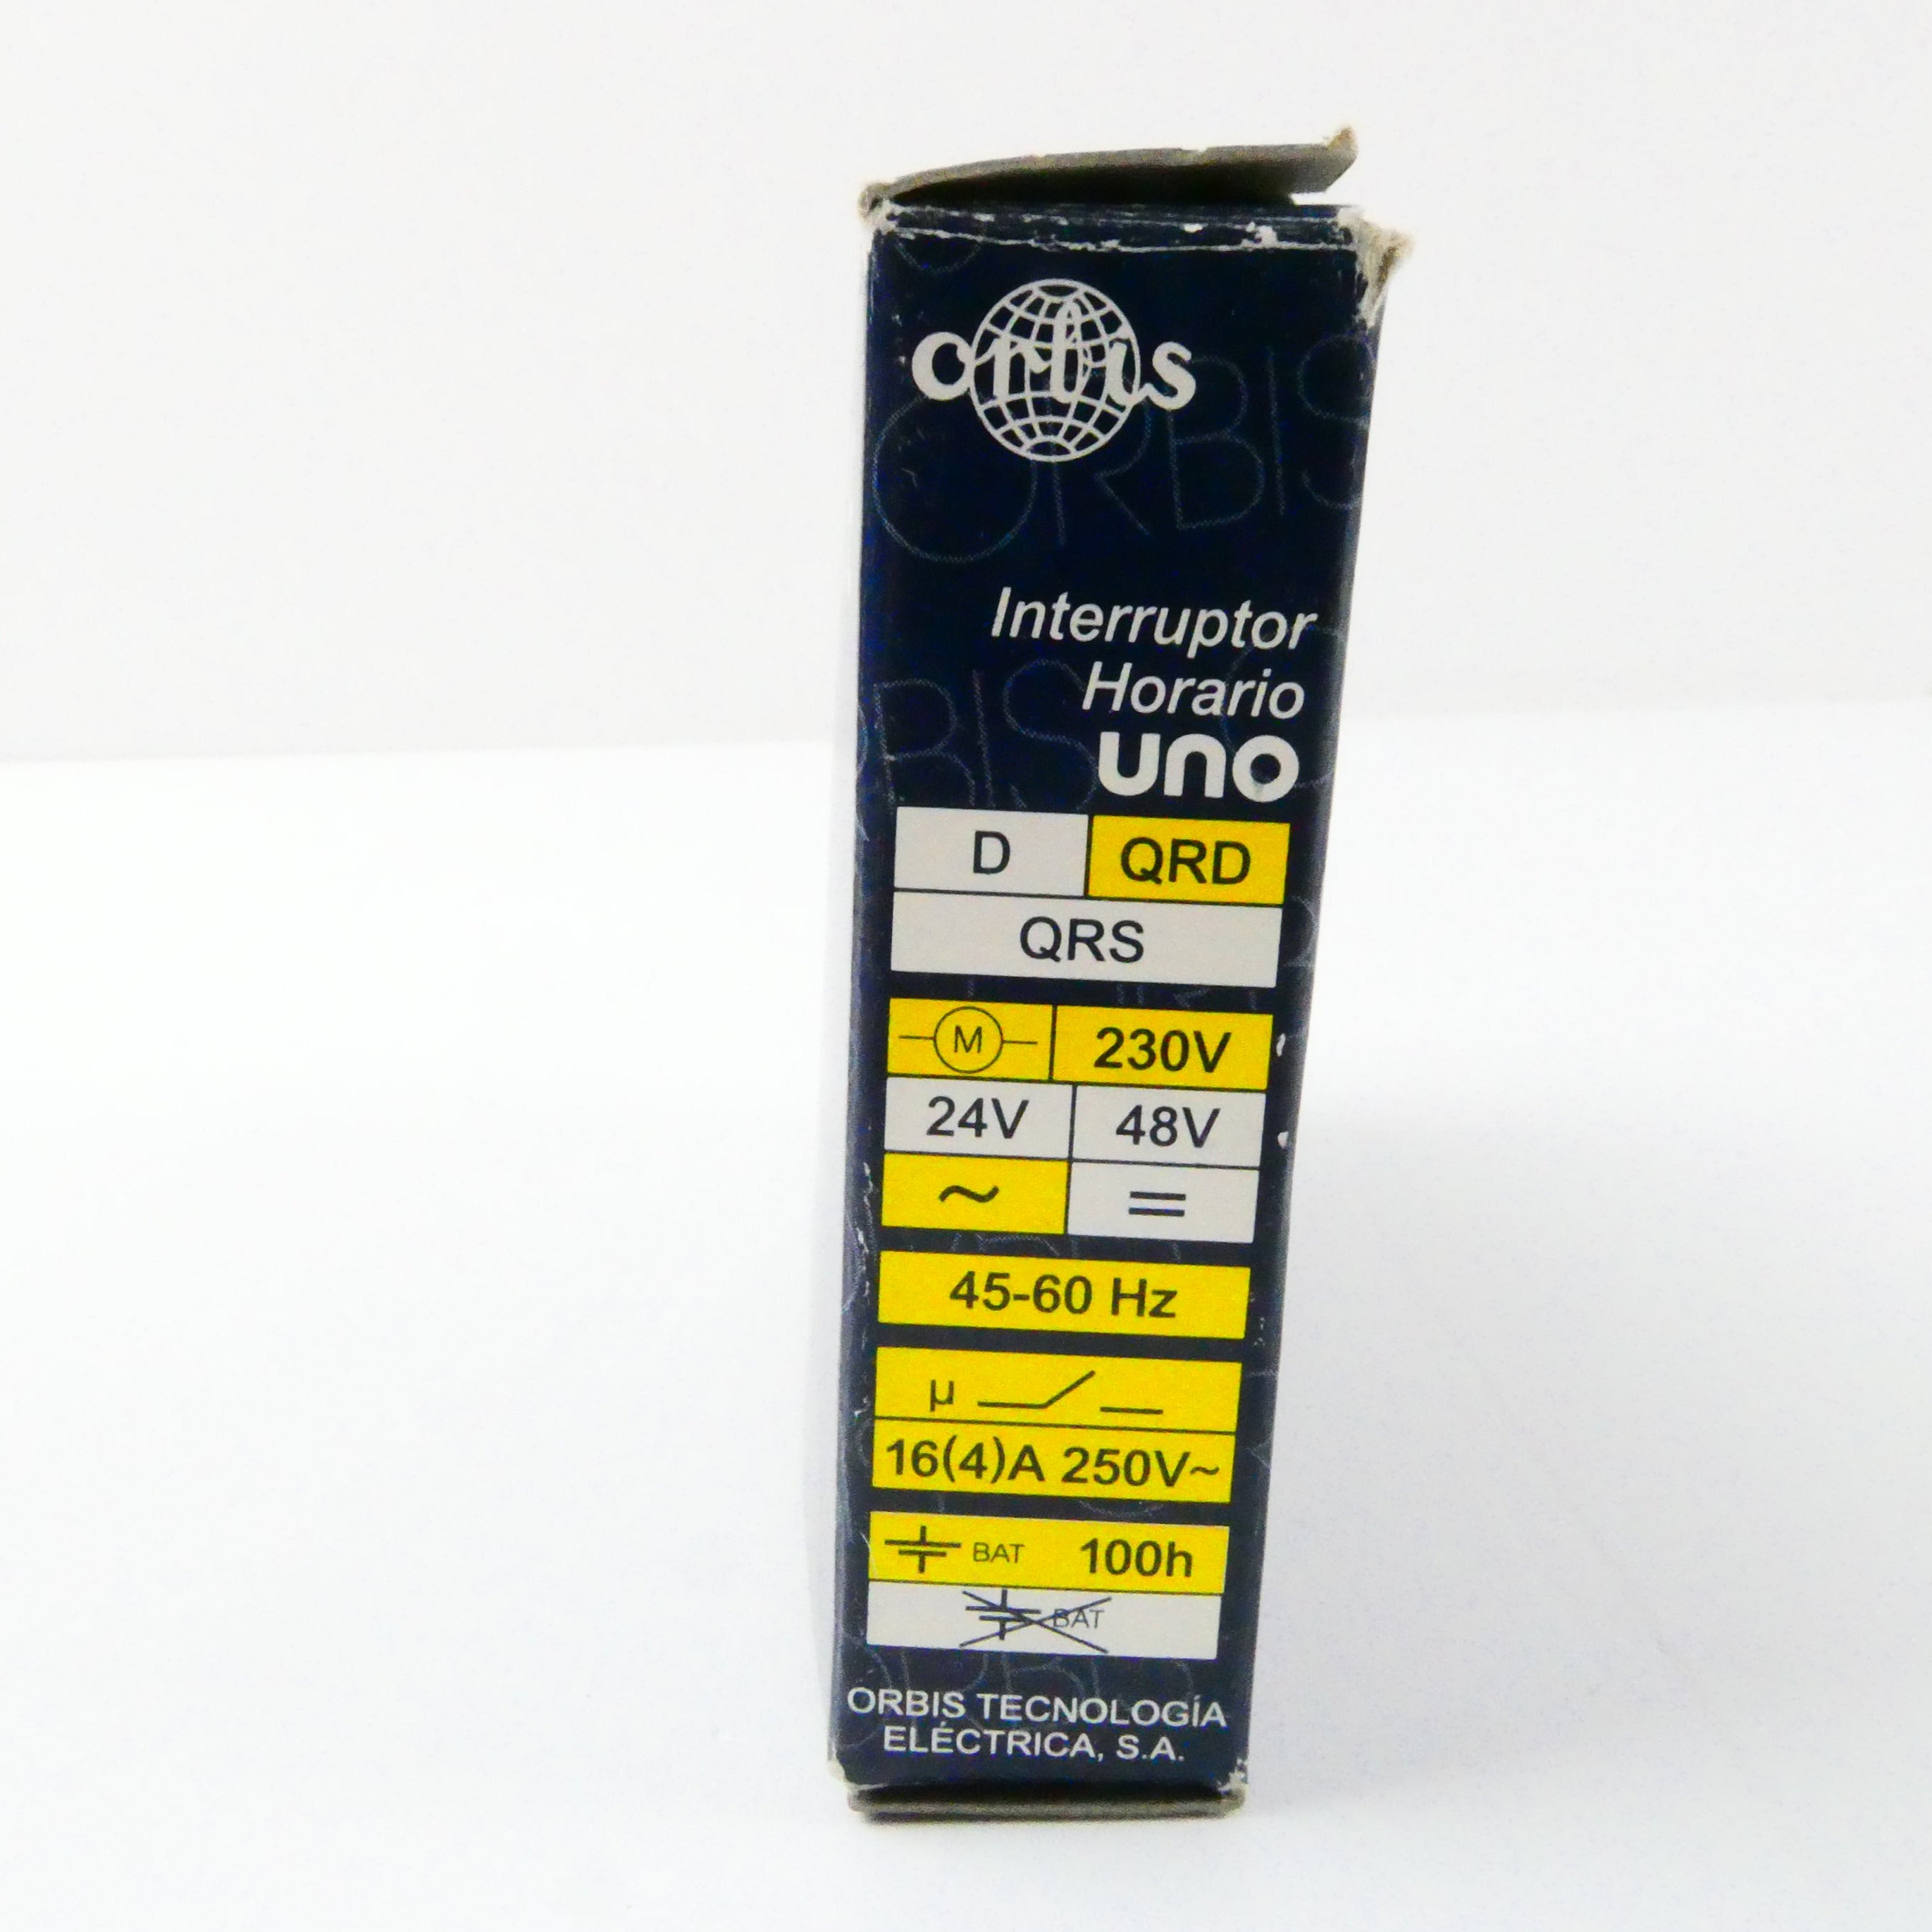 orbis
ORBIS
Interruptor
Horario
uno
D QRD
QRS
M 230V
24V 48V
~ =
45-60 Hz
µ
16(4)A 250V~
BAT 100h
BAT
ORBIS TECNOLOGÍA
ELÉCTRICA, S.A.